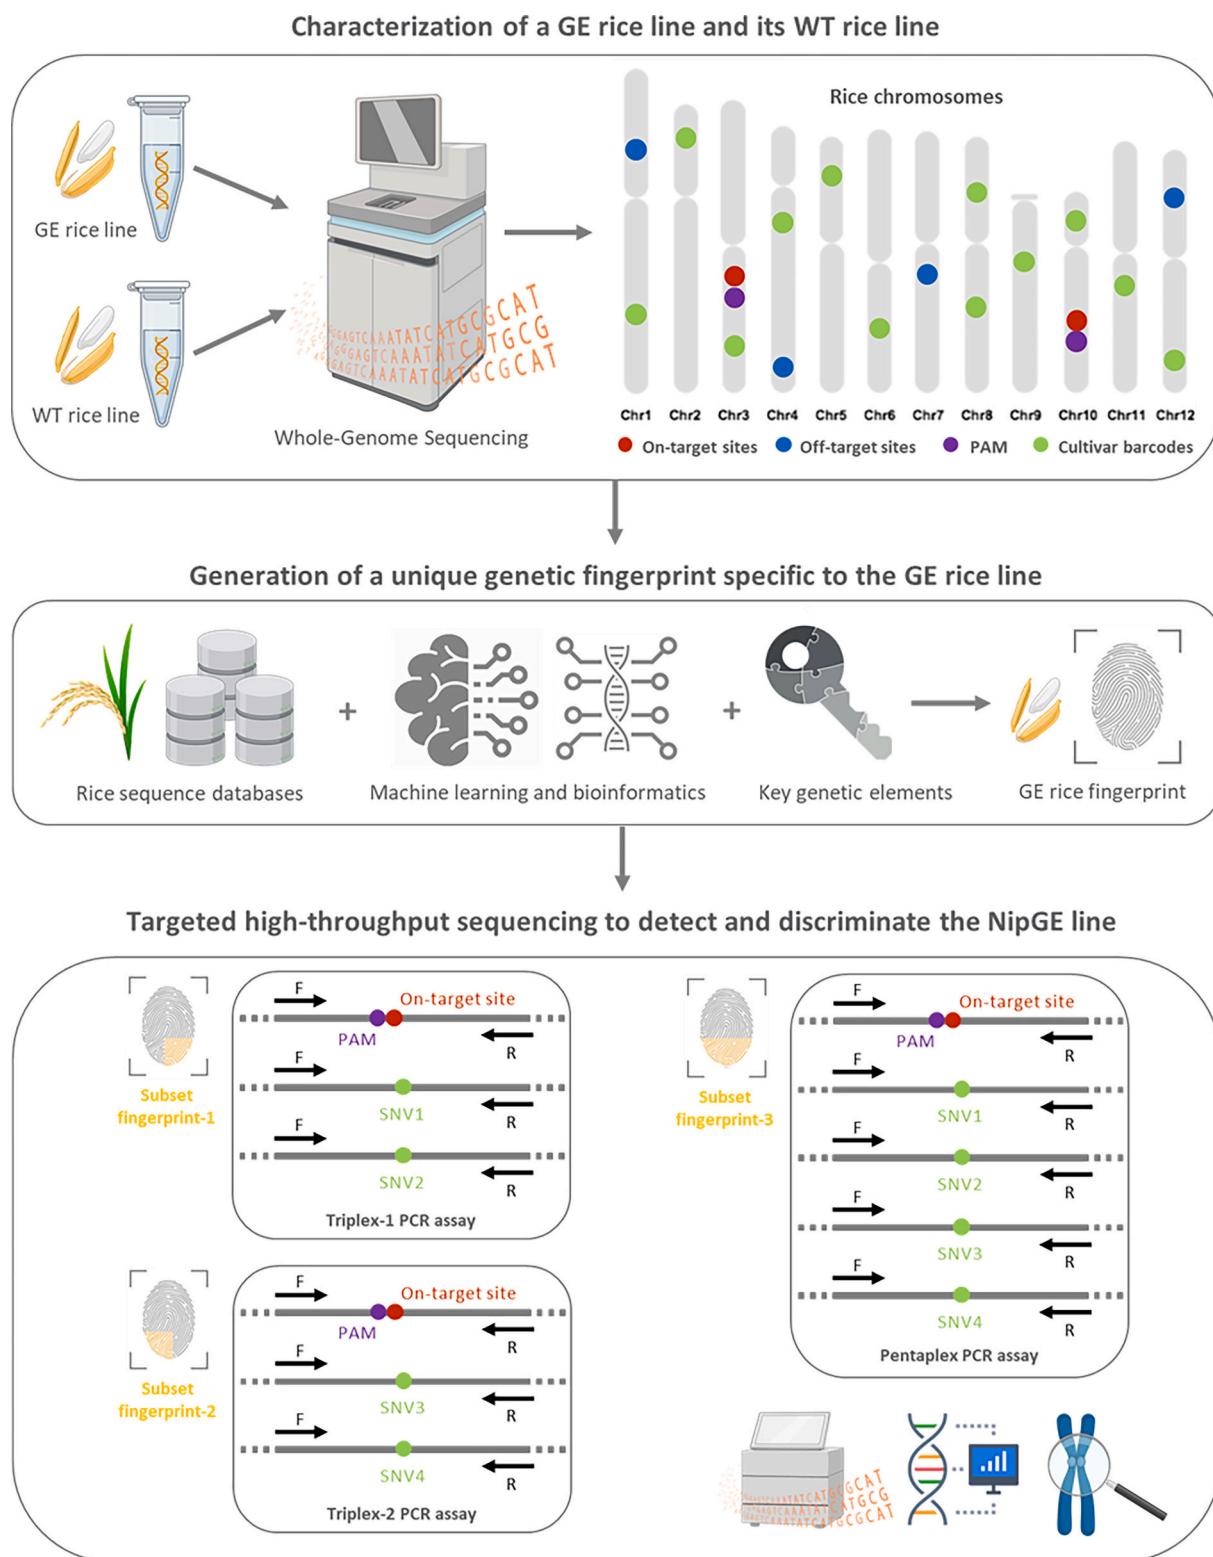 Characterization of a GE rice line and its WT rice line
GE rice line
WT rice line
GGAGTCAAATATCATGCGCAT
GGGAGTCAAATATCATGCG
GAGTCAAATATCATGCGCAT
Whole-Genome Sequencing
Rice chromosomes
Chr1 Chr2 Chr3 Chr4 Chr5 Chr6 Chr7 Chr8 Chr9 Chr10 Chr11 Chr12
On-target sites Off-target sites PAM Cultivar barcodes
Generation of a unique genetic fingerprint specific to the GE rice line
+ +
Rice sequence databases Machine learning and bioinformatics Key genetic elements GE rice fingerprint
Targeted high-throughput sequencing to detect and discriminate the NipGE line
Subset
fingerprint-1
F
On-target site
PAM
R
F
SNV1
R
F
SNV2
R
Triplex-1 PCR assay
Subset
fingerprint-2
F
On-target site
PAM
R
F
SNV3
R
F
SNV4
R
Triplex-2 PCR assay
Subset
fingerprint-3
F
On-target site
PAM
R
F
SNV1
R
F
SNV2
R
F
SNV3
R
F
SNV4
R
Pentaplex PCR assay
GAGTCAAATATCATGCGCAT
GAGTCAAATATCATGCG
GAGTCAAATATCATGCGCAT